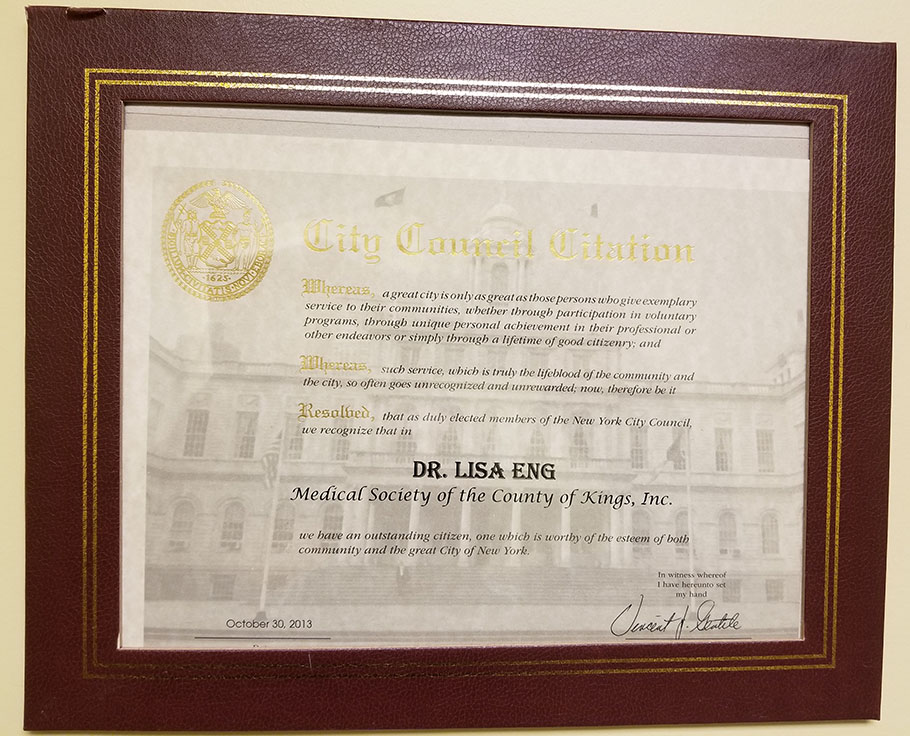 City Council Citation
Whereas, a great city is only as great as those persons who give exemplary
service to their communities, whether through participation in voluntary
programs, through unique personal achievement in their professional or
other endeavors or simply through a lifetime of good citizenry; and
Whereas, such service, which is truly the lifeblood of the community and
the city, so often goes unrecognized and unrewarded; now, therefore be it
Resolved, that as duly elected members of the New York City Council,
we recognize that in
DR. LISA ENG
Medical Society of the County of Kings, Inc.
we have an outstanding citizen, one which is worthy of the esteem of both
community and the great City of New York.
In witness whereof
I have hereunto set
my hand
October 30, 2013
Vincent J. Gentile
1625